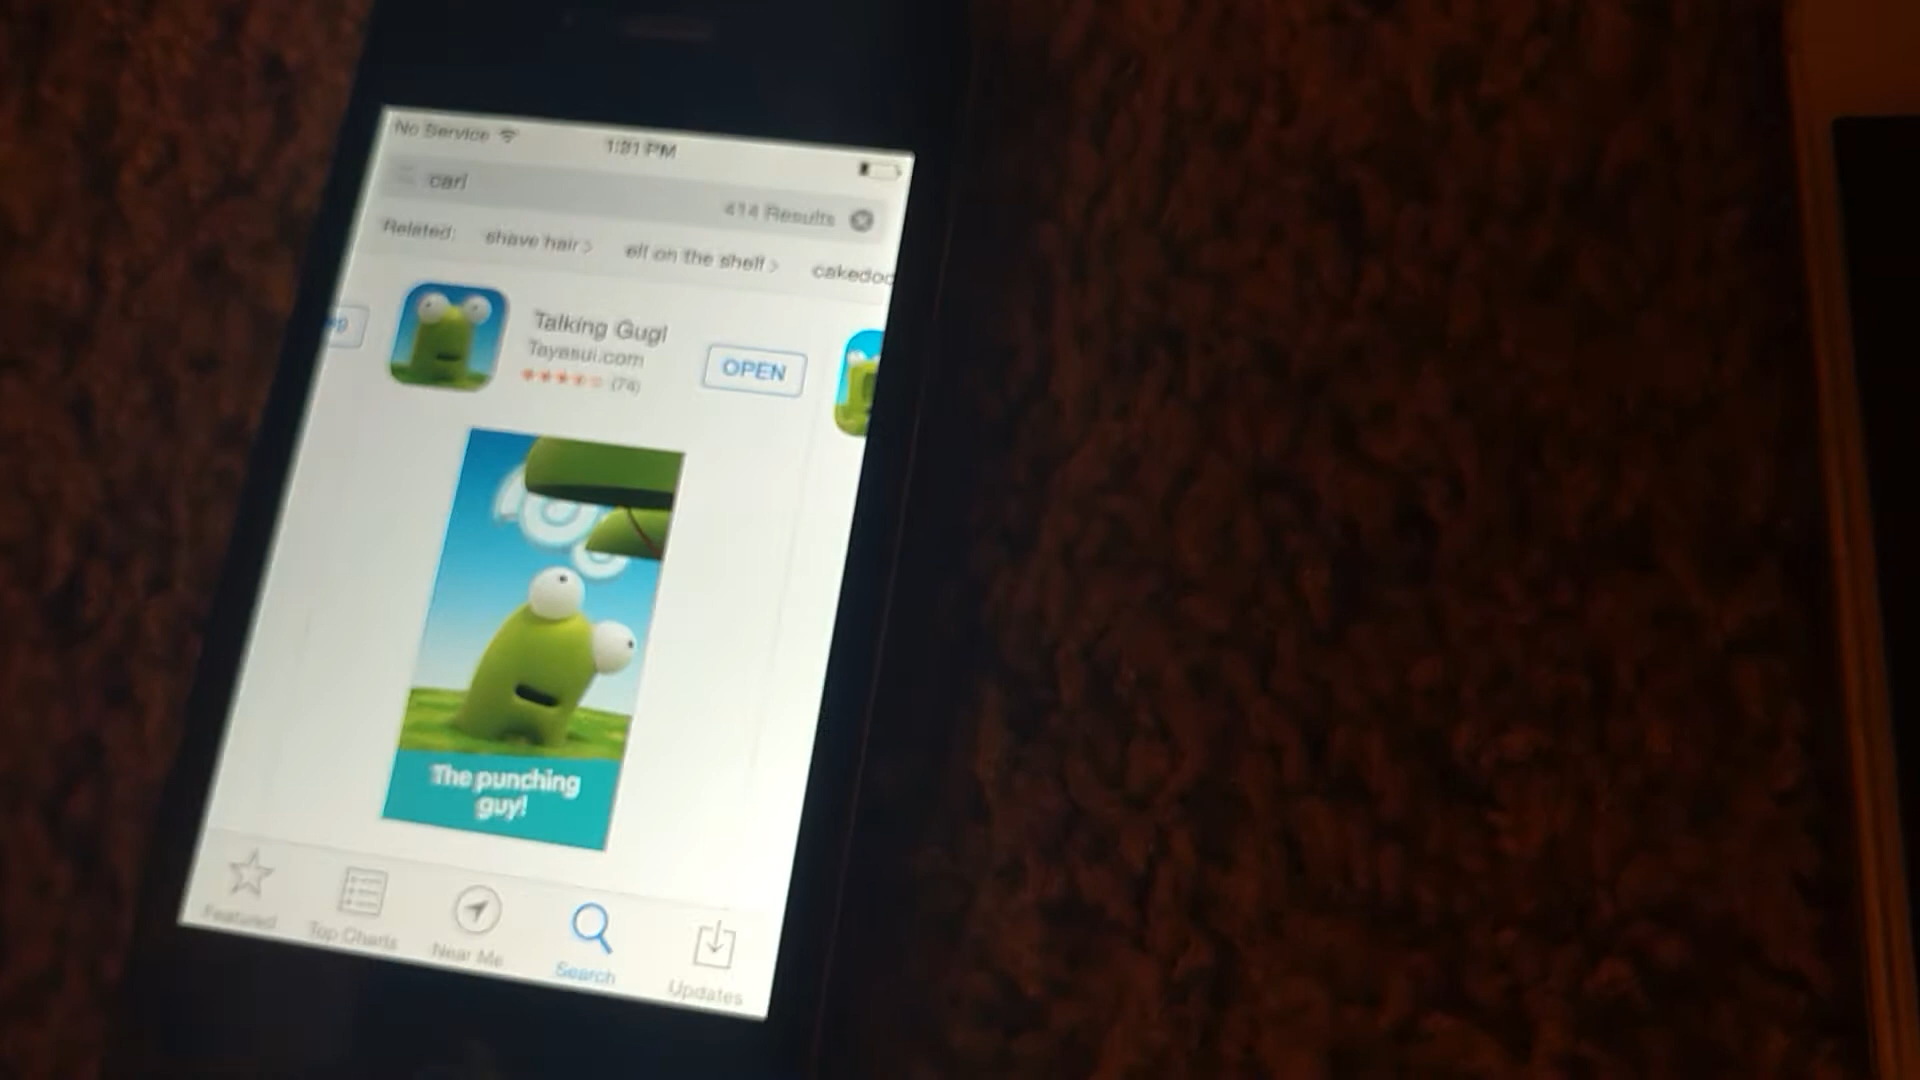 No Service
1:21 PM
carl
414 Results
Related: shave hair elf on the shelf cakedoo
Talking Gugl
Tayasui.com
OPEN
(74)
The punching
guy!
Featured
Top Charts
Near Me
Search
Updates